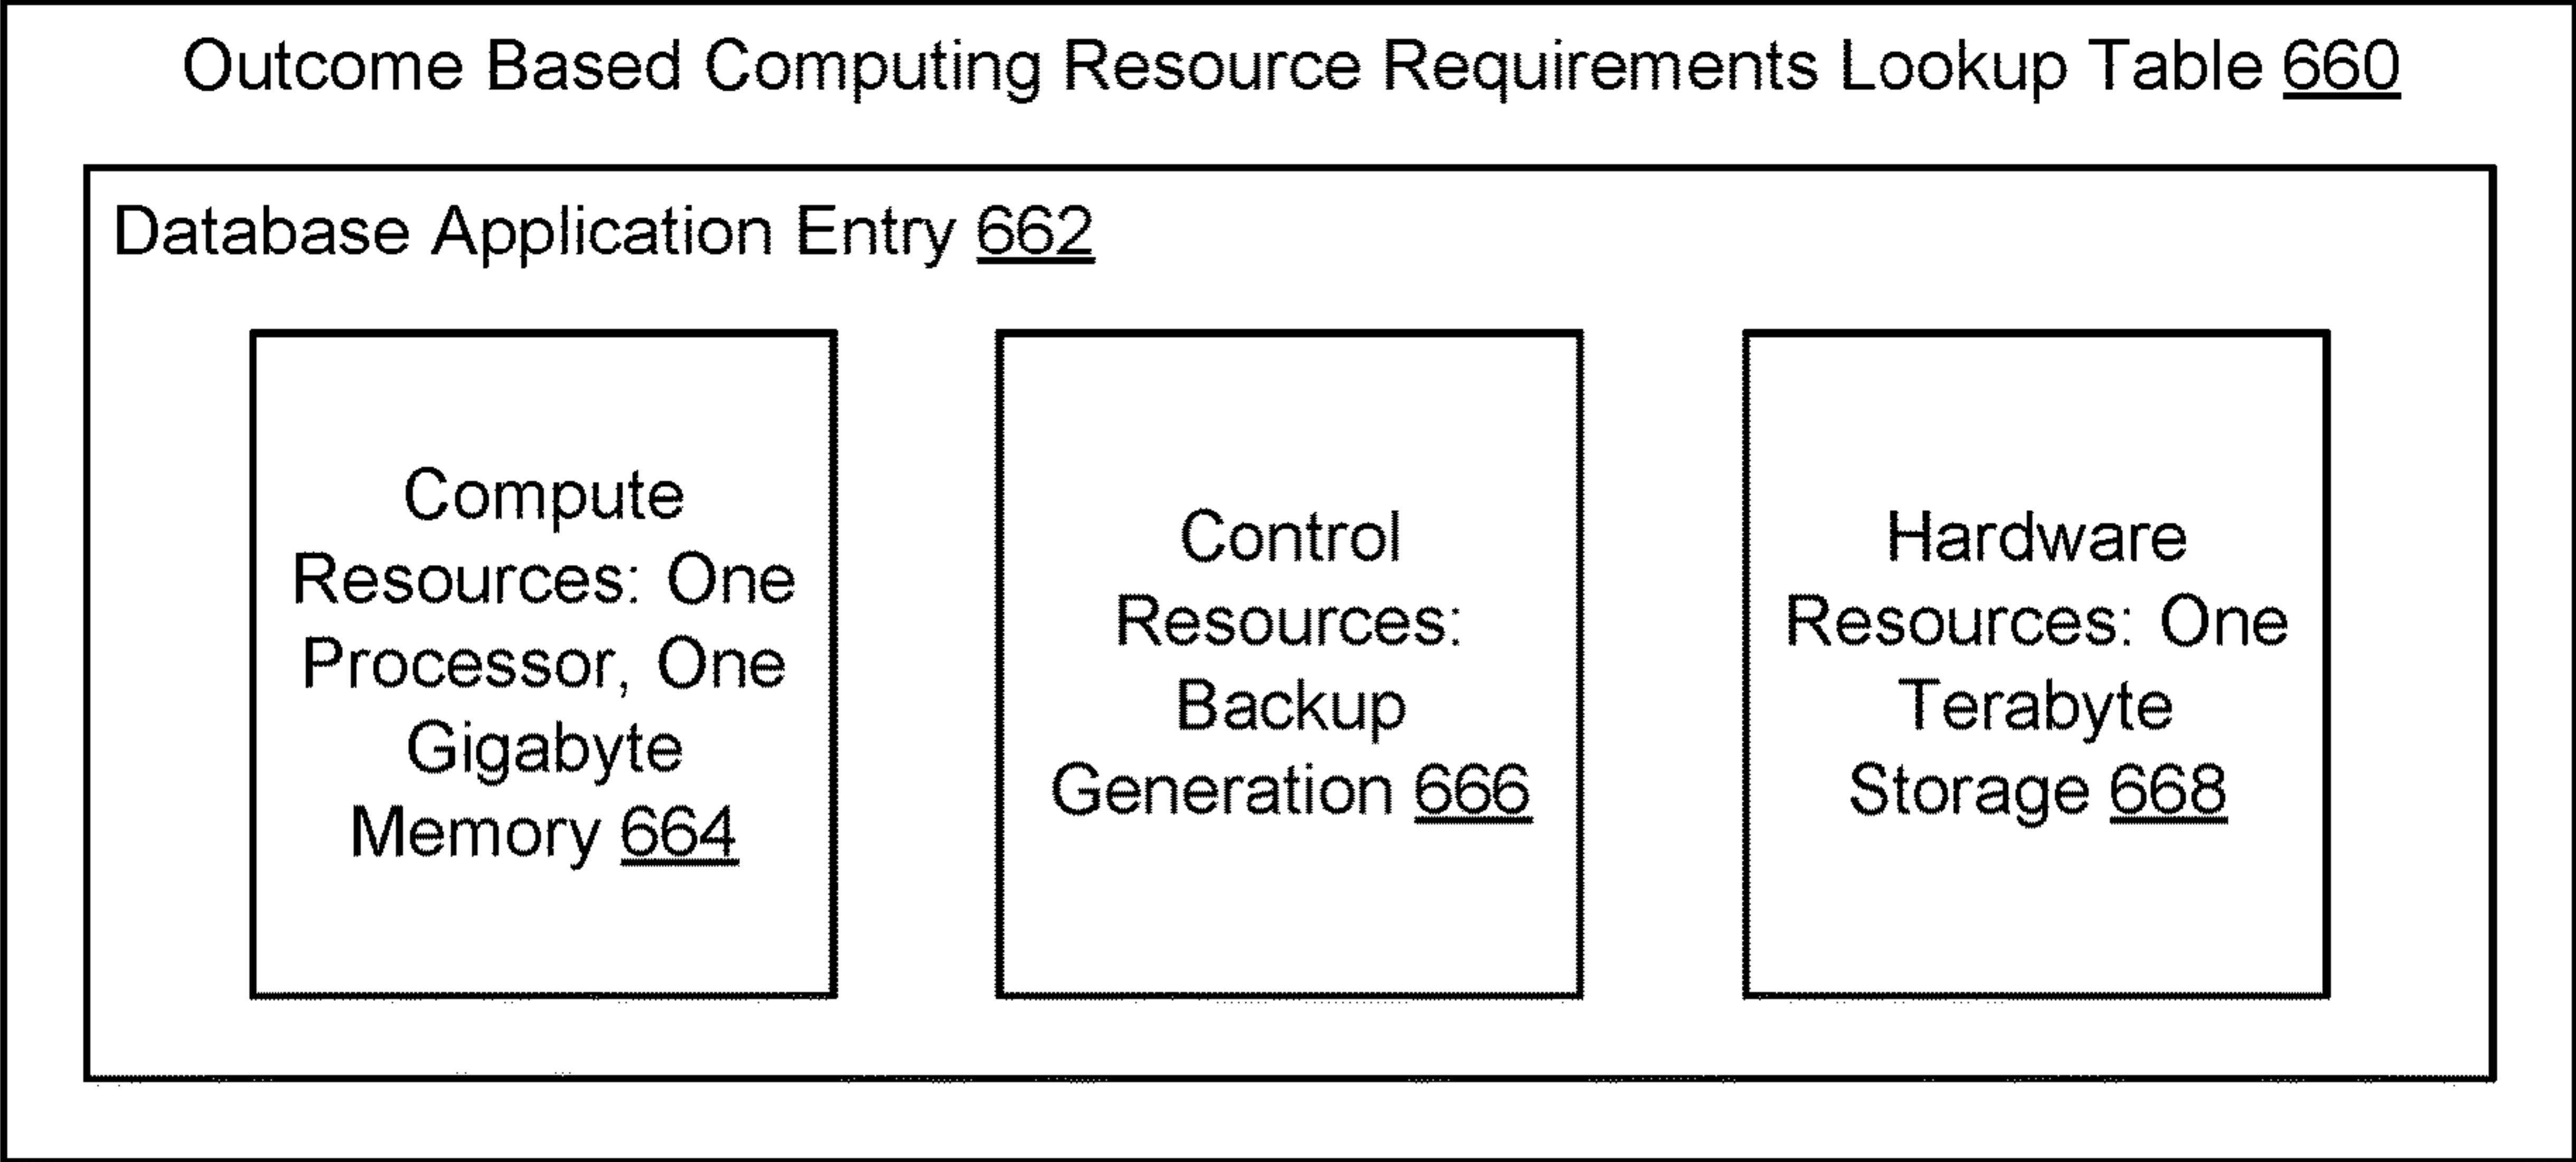 Outcome Based Computing Resource Requirements Lookup Table 660
Database Application Entry 662
Compute
Resources: One
Processor, One
Gigabyte
Memory 664
Control
Resources:
Backup
Generation 666
Hardware
Resources: One
Terabyte
Storage 668